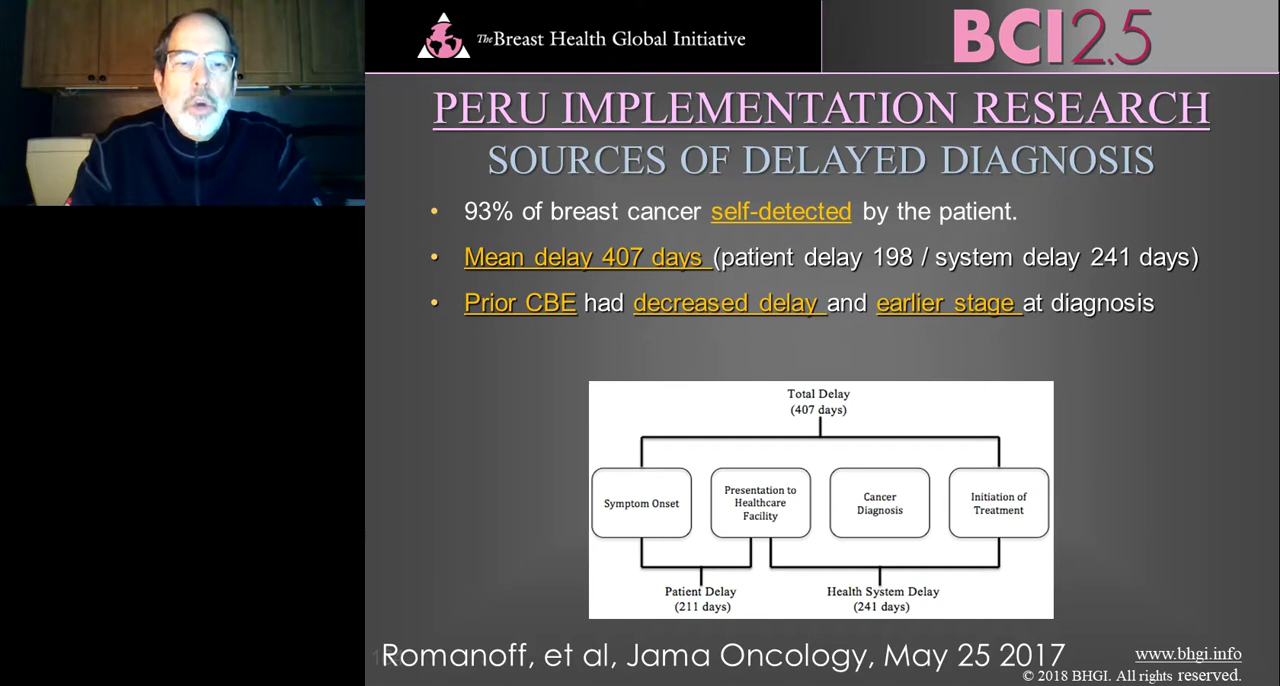 The Breast Health Global Initiative
BCI2.5
PERU IMPLEMENTATION RESEARCH
SOURCES OF DELAYED DIAGNOSIS
• 93% of breast cancer self-detected by the patient.
• Mean delay 407 days (patient delay 198 / system delay 241 days)
• Prior CBE had decreased delay and earlier stage at diagnosis
Total Delay
(407 days)
Symptom Onset
Presentation to
Healthcare
Facility
Cancer
Diagnosis
Initiation of
Treatment
Patient Delay
(211 days)
Health System Delay
(241 days)
Romanoff, et al, Jama Oncology, May 25 2017
www.bhgi.info
© 2018 BHGI. All rights reserved.